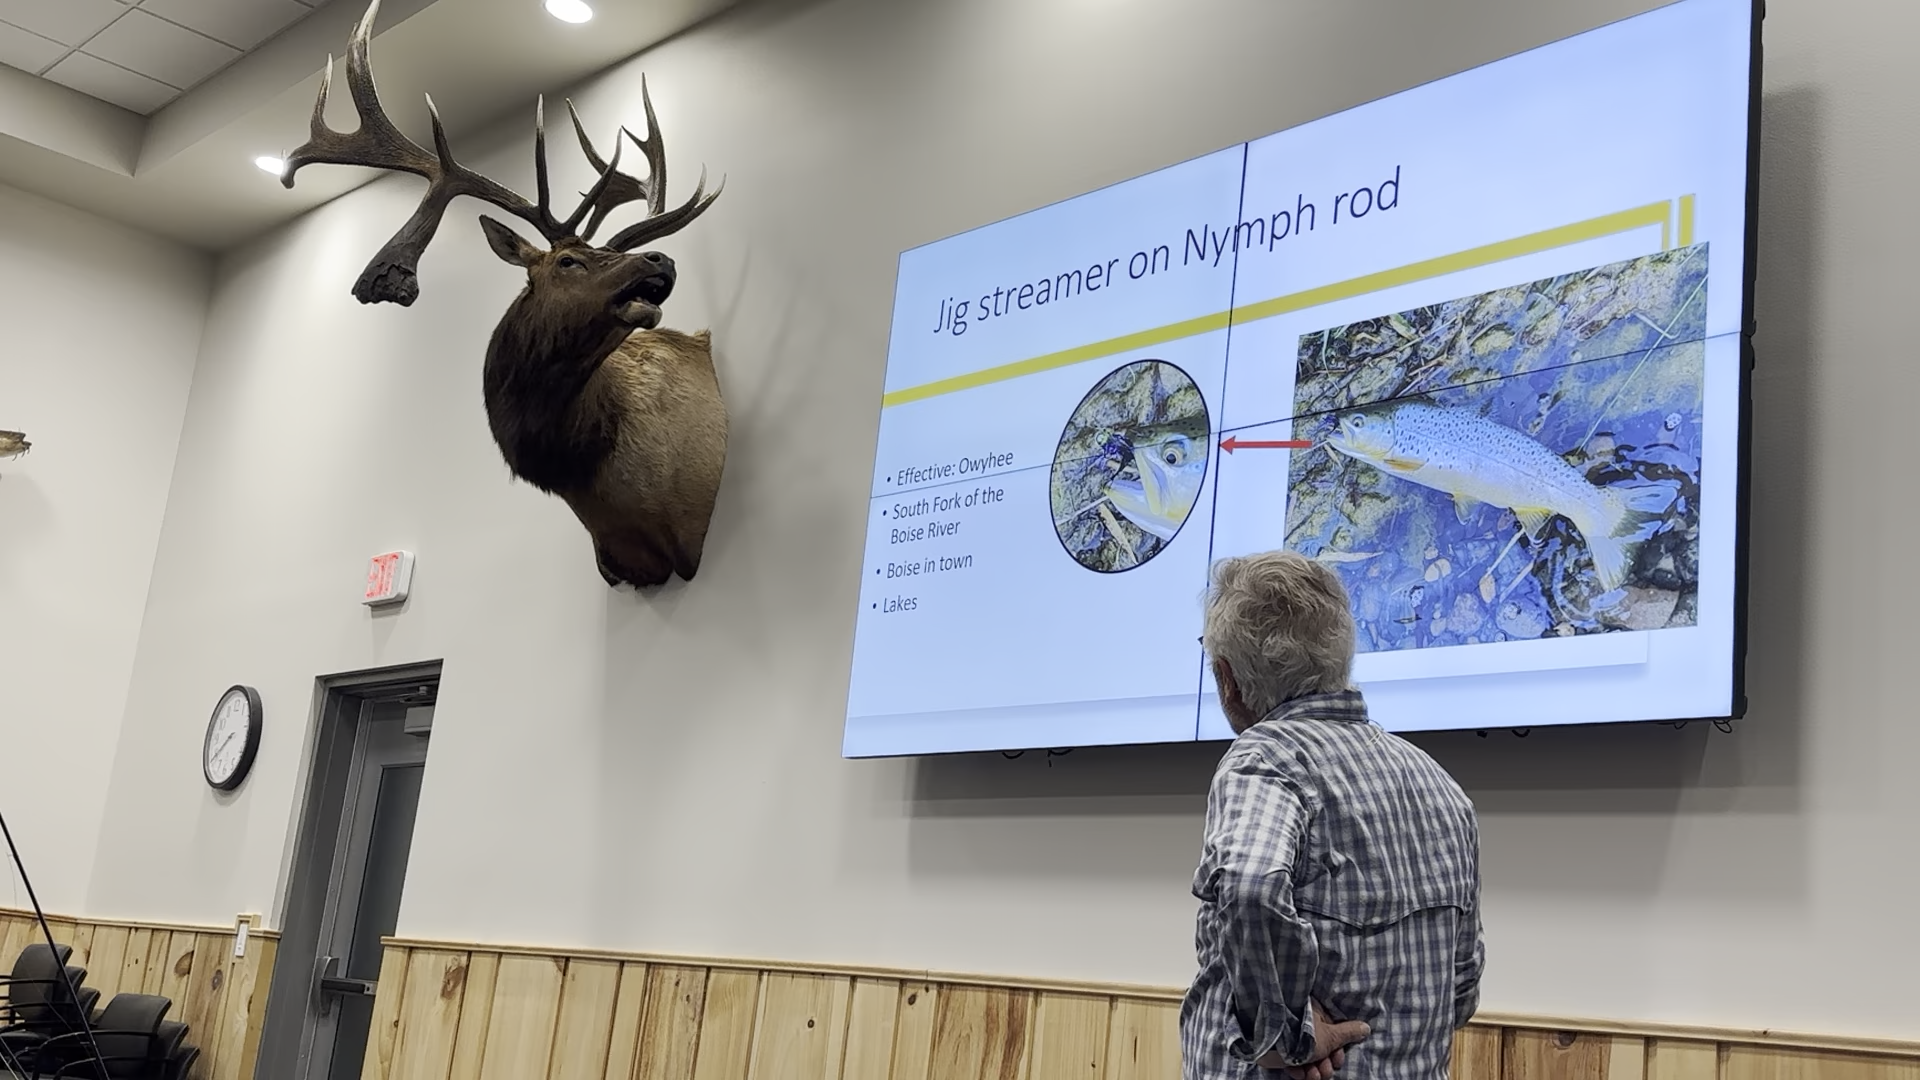 Jig streamer on Nymph rod
• Effective: Owyhee
• South Fork of the
Boise River
• Boise in town
• Lakes